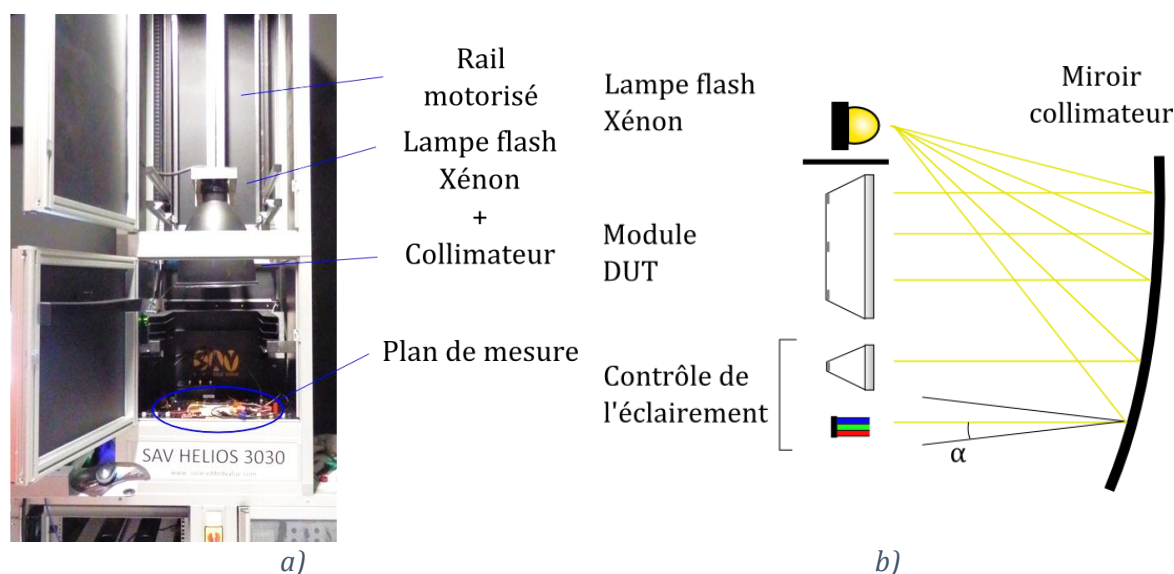 Rail
motorisé
Lampe flash
Xénon
+
Collimateur
Plan de mesure
SAV
SAV HELIOS 3030
a)
Lampe flash
Xénon
Miroir
collimateur
Module
DUT
Contrôle de
l'éclairement
α
b)